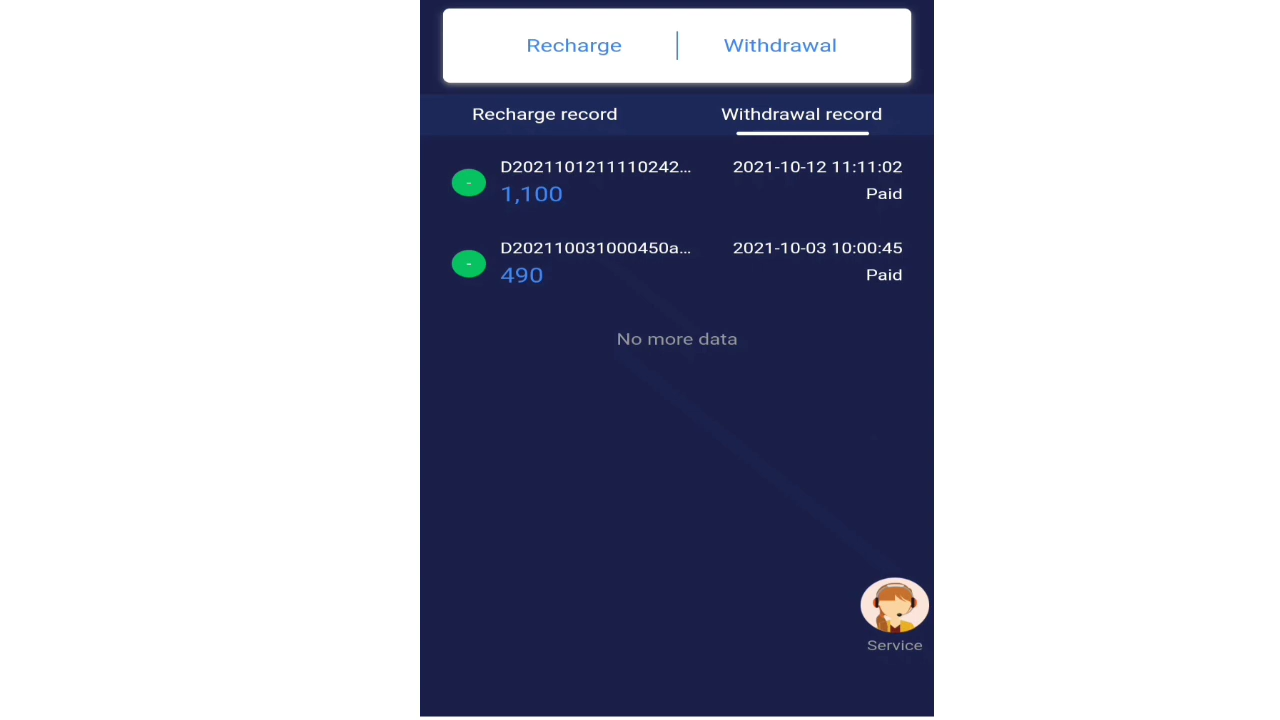 Recharge
Withdrawal
Recharge record
Withdrawal record
D2021101211110242...
2021-10-12 11:11:02
-
1,100
Paid
D202110031000450a...
2021-10-03 10:00:45
-
490
Paid
No more data
Service